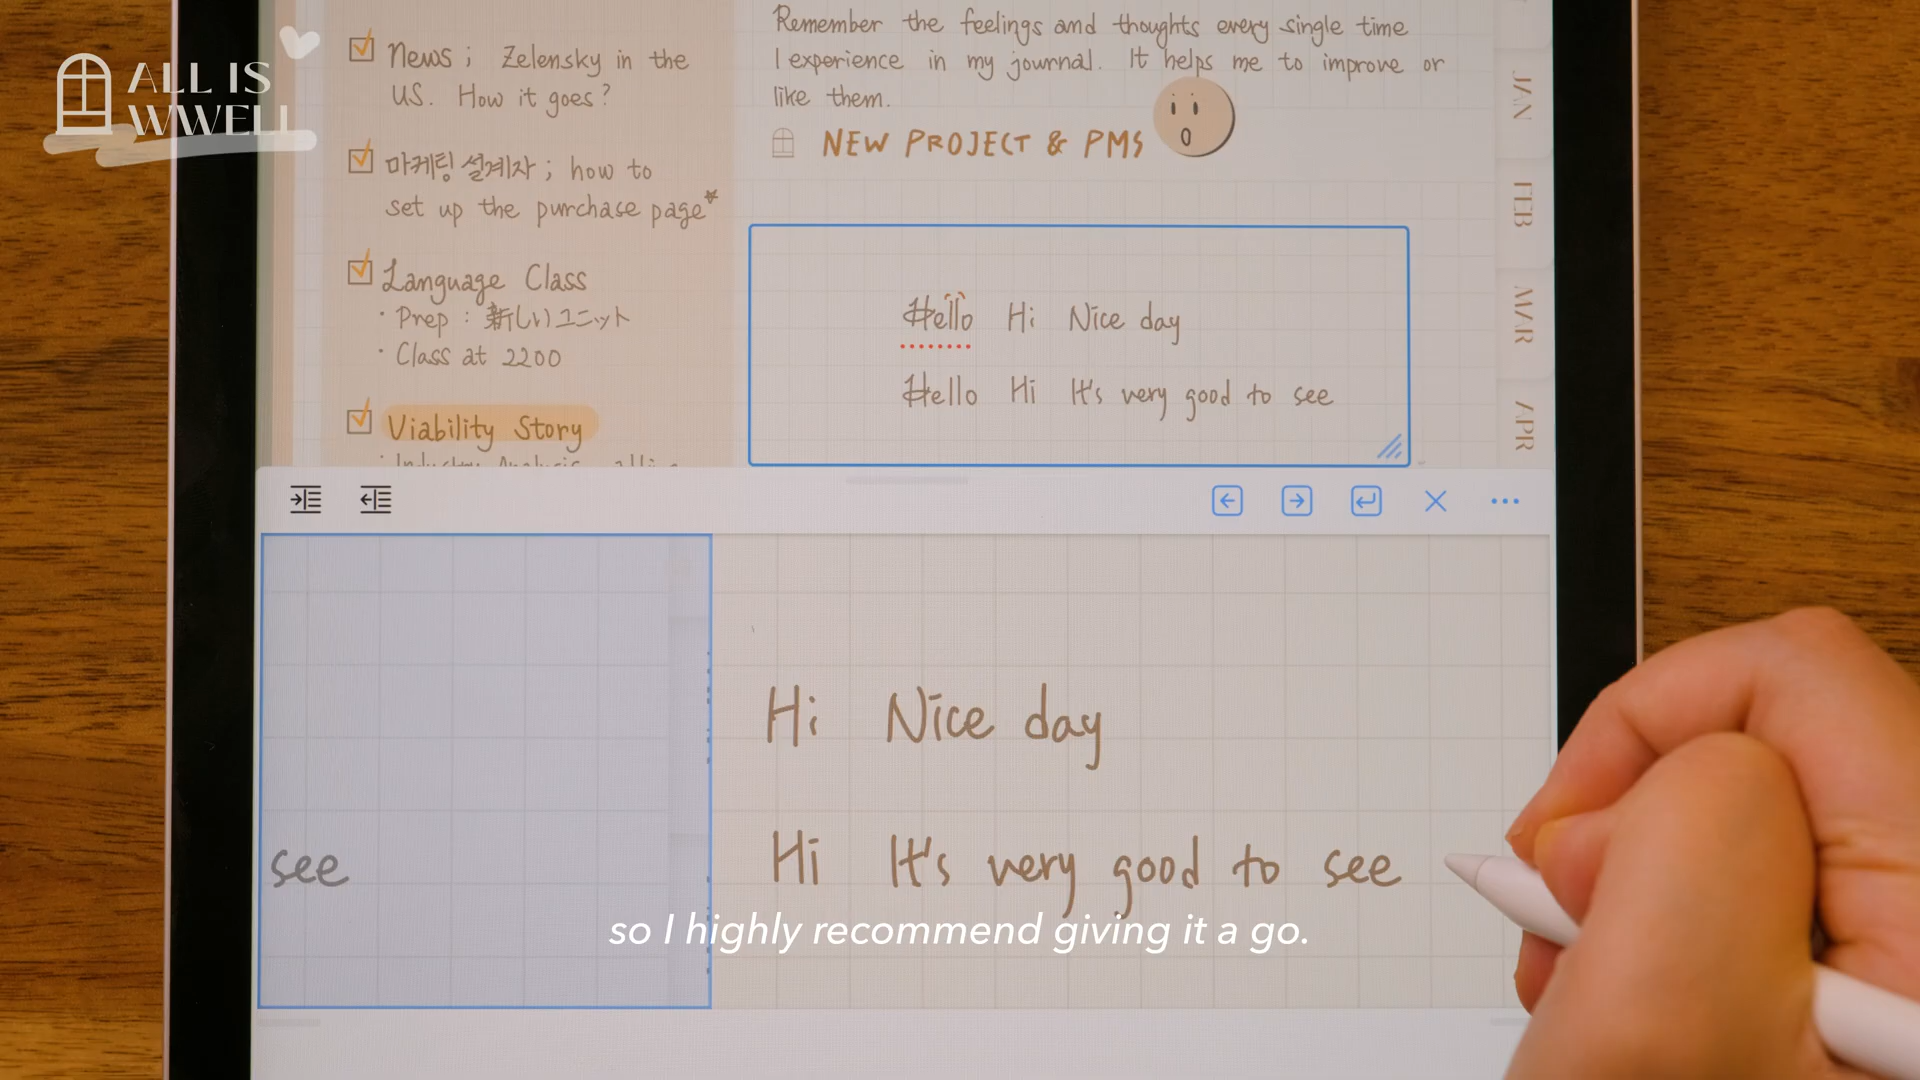 ALL IS
WWELL
News ; Zelensky in the
US. How it goes?
마케팅 설계자 ; how to
set up the purchase page*
Language Class
· Prep : 新しいユニット
· Class at 2200
Viability Story
· Industry Analysis
Remember the feelings and thoughts every single time
I experience in my journal. It helps me to improve or
like them.
NEW PROJECT & PMS
Hello Hi Nice day
Hello Hi It's very good to see
JAN
FEB
MAR
APR
see
Hi Nice day
Hi It's very good to see
so I highly recommend giving it a go.